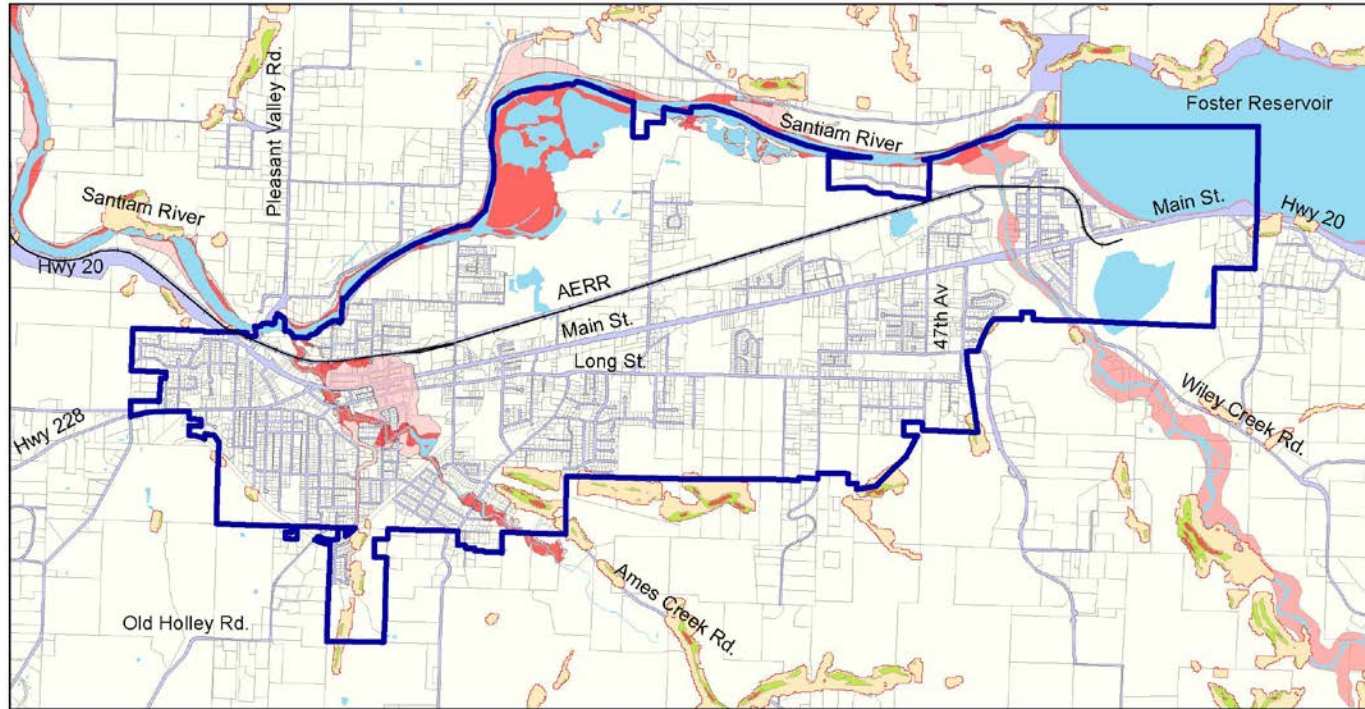 Pleasant Valley Rd.
Foster Reservoir
Santiam River
Santiam River
Main St.
Hwy 20
Hwy 20
AERR
Main St.
47th Av
Long St.
Wiley Creek Rd.
Hwy 228
Ames Creek Rd.
Old Holley Rd.